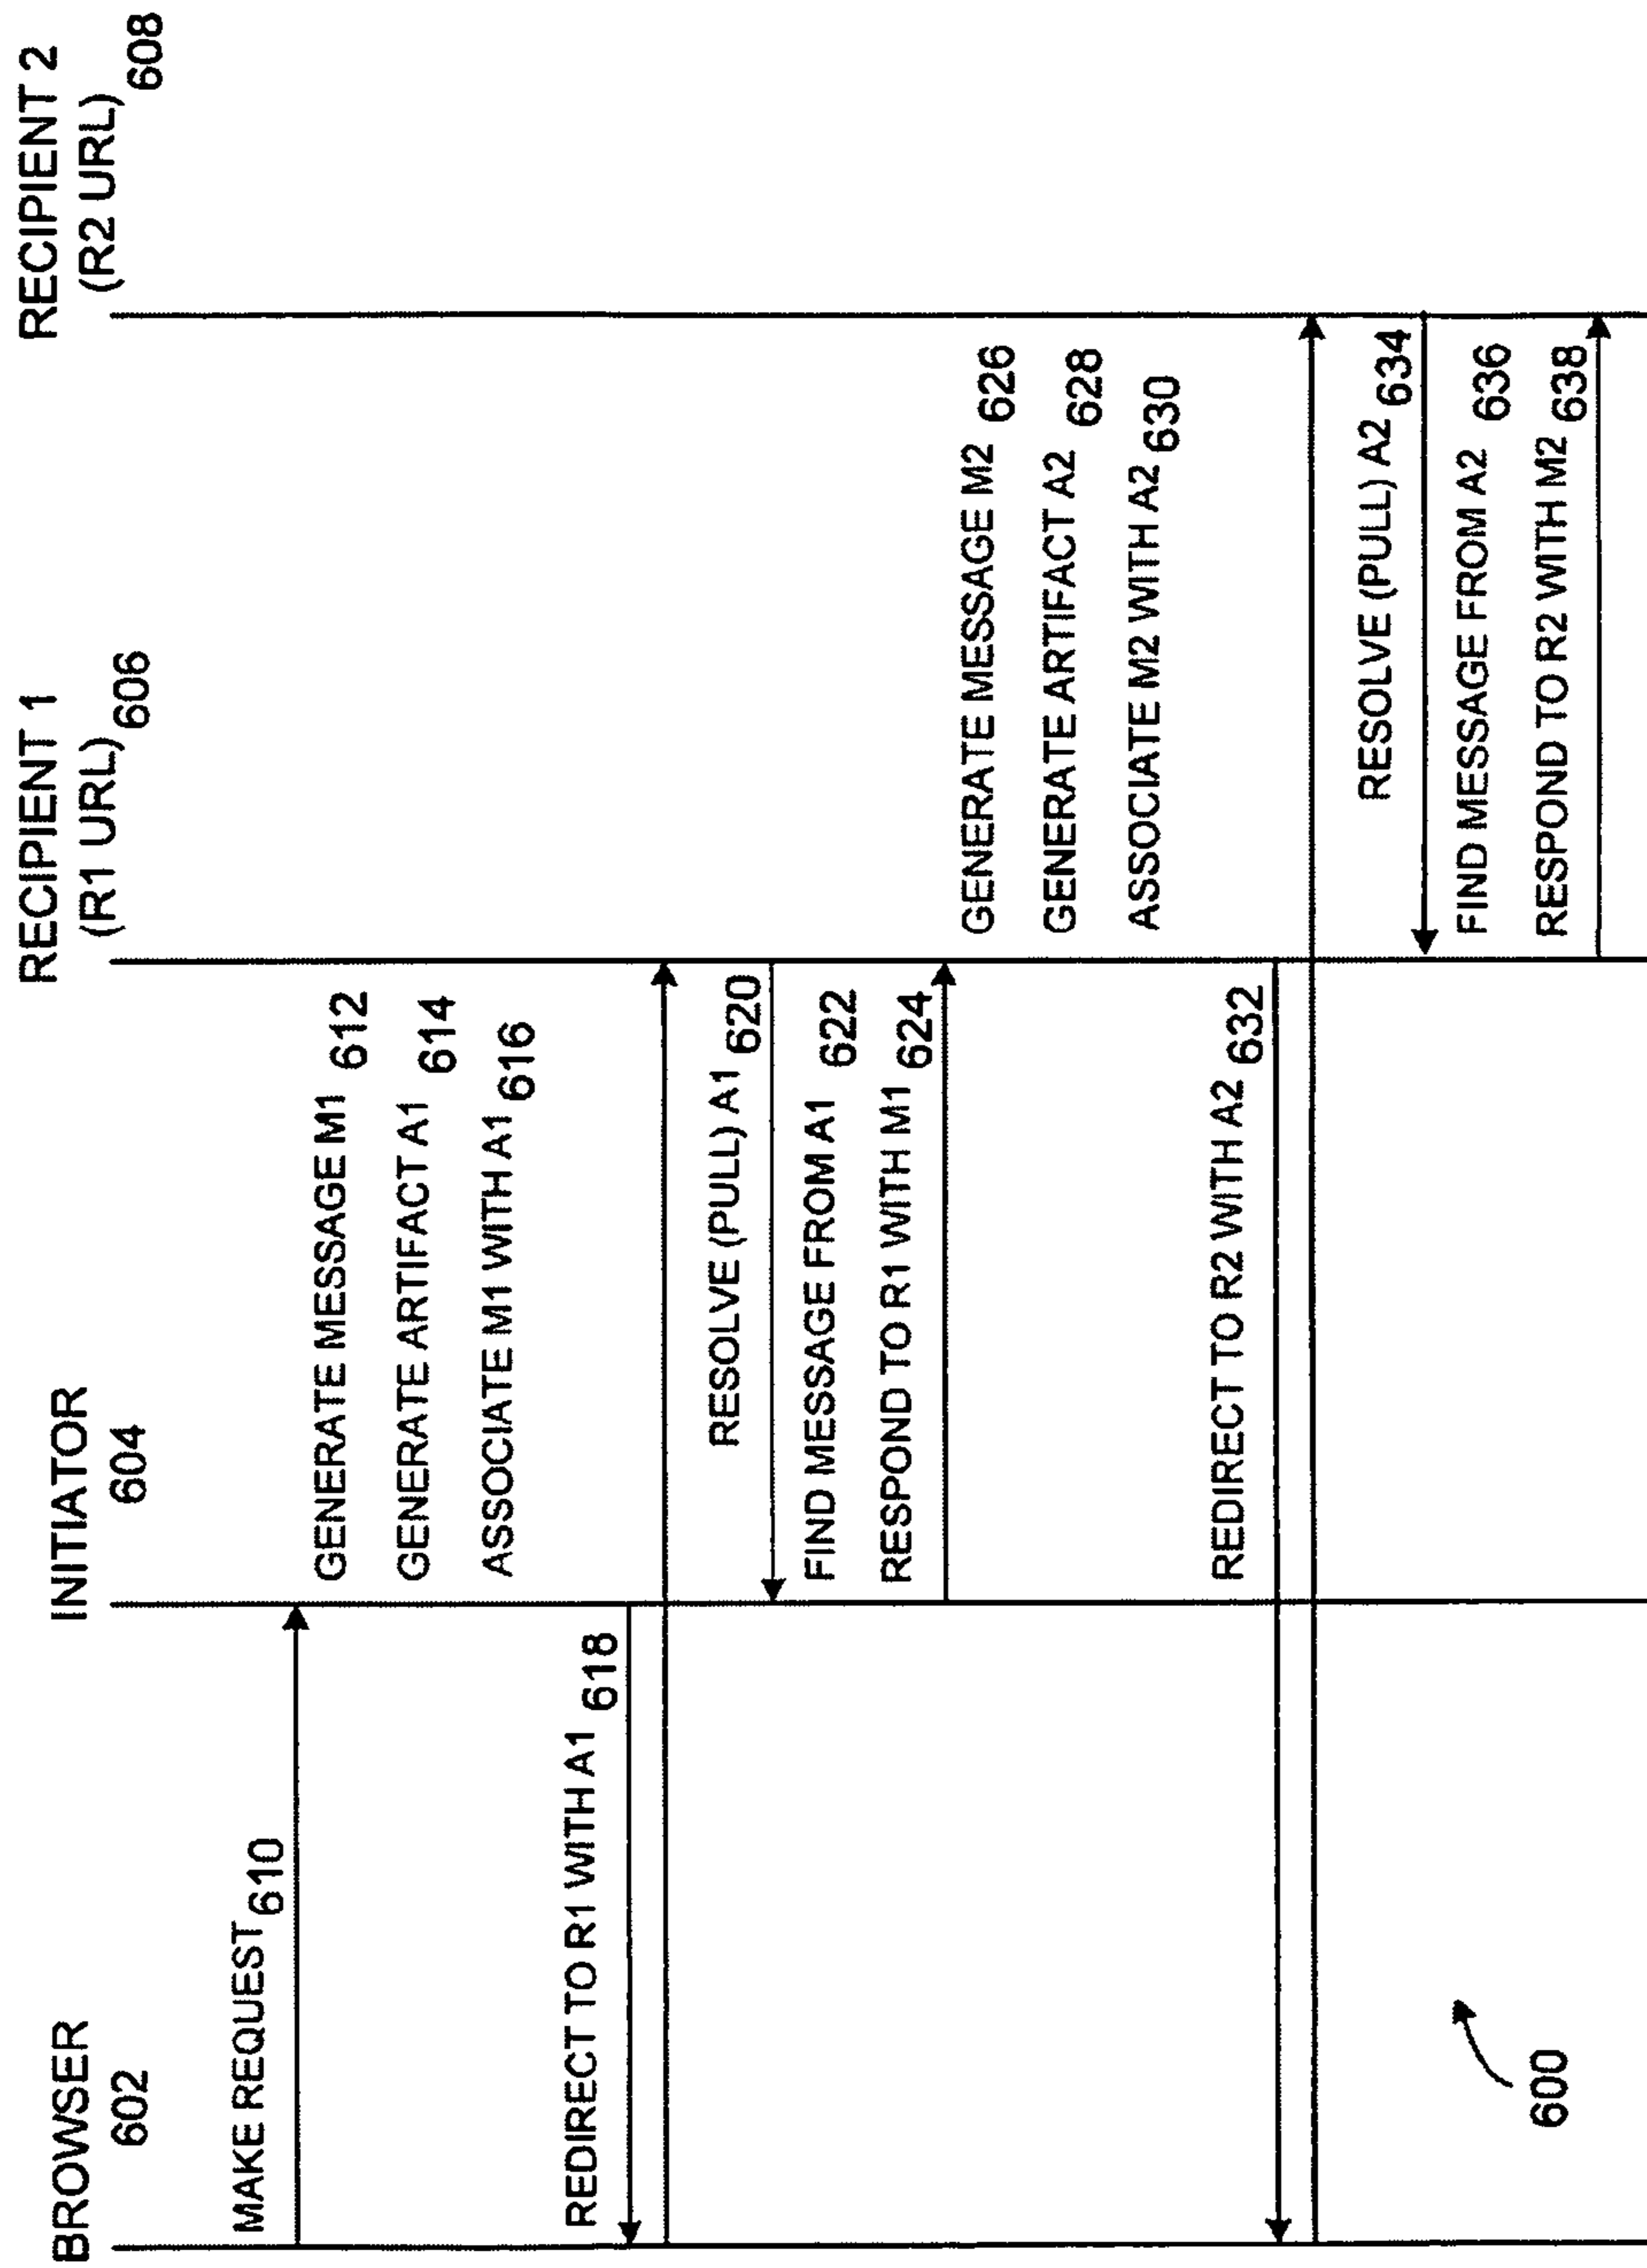 BROWSER
602
INITIATOR
604
RECIPIENT 1
(R1 URL) 606
RECIPIENT 2
(R2 URL) 608
MAKE REQUEST 610
GENERATE MESSAGE M1 612
GENERATE ARTIFACT A1 614
ASSOCIATE M1 WITH A1 616
REDIRECT TO R1 WITH A1 618
RESOLVE (PULL) A1 620
FIND MESSAGE FROM A1 622
RESPOND TO R1 WITH M1 624
GENERATE MESSAGE M2 626
GENERATE ARTIFACT A2 628
ASSOCIATE M2 WITH A2 630
REDIRECT TO R2 WITH A2 632
RESOLVE (PULL) A2 634
FIND MESSAGE FROM A2 636
RESPOND TO R2 WITH M2 638
600